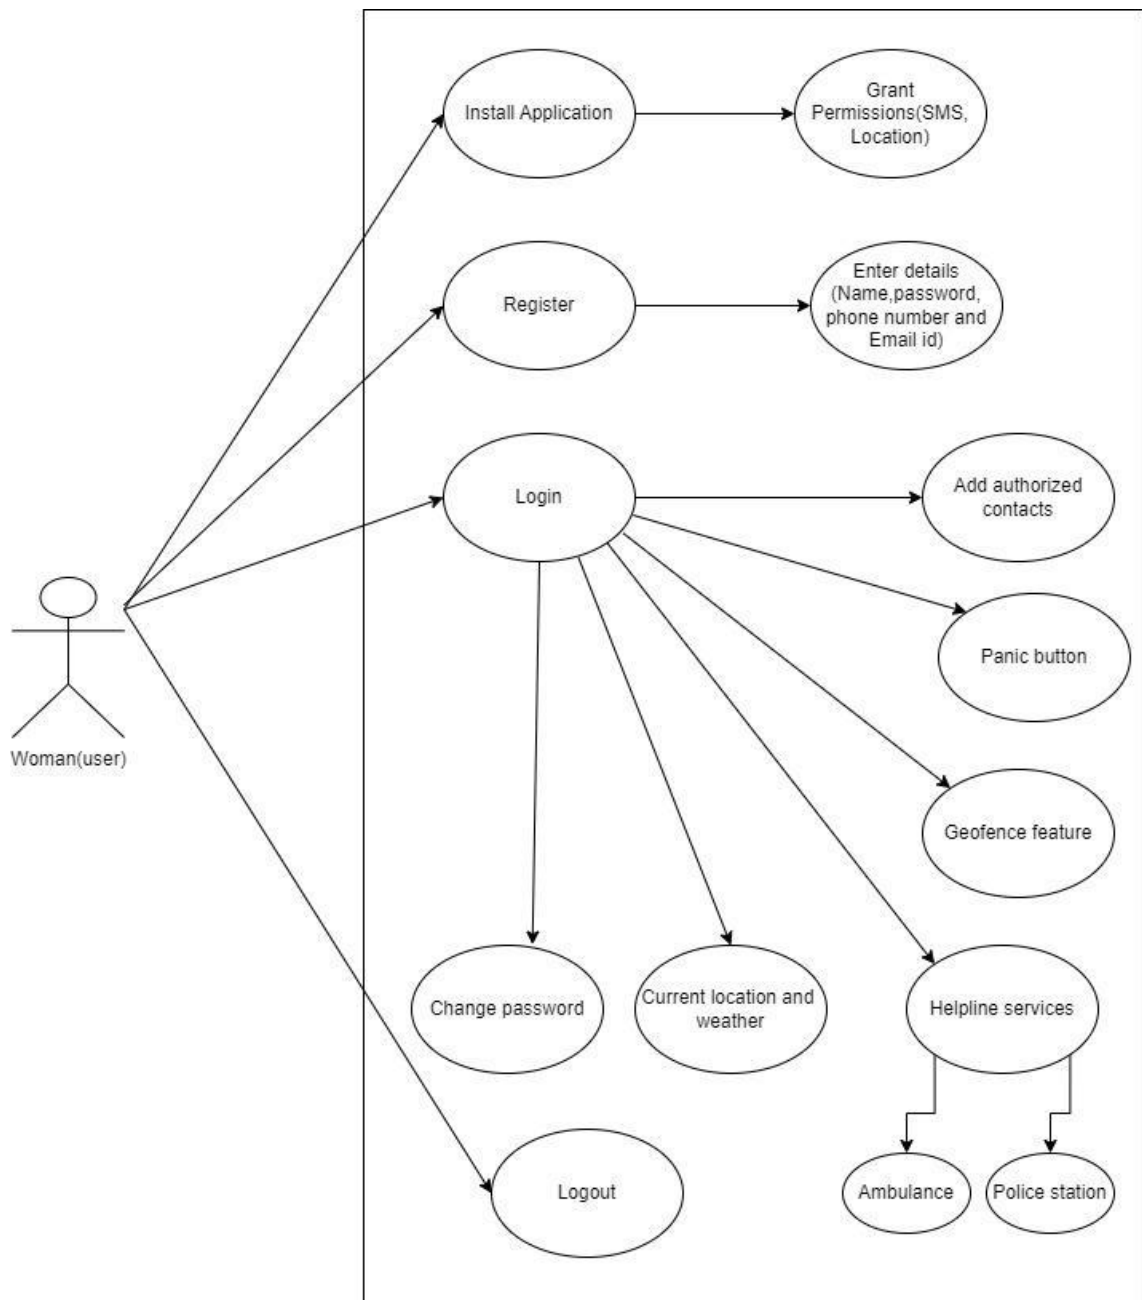 Install Application
Grant
Permissions(SMS,
Location)
Register
Enter details
(Name,password,
phone number and
Email id)
Login
Add authorized
contacts
Panic button
Woman(user)
Geofence feature
Change password
Current location and
weather
Helpline services
Logout
Ambulance
Police station